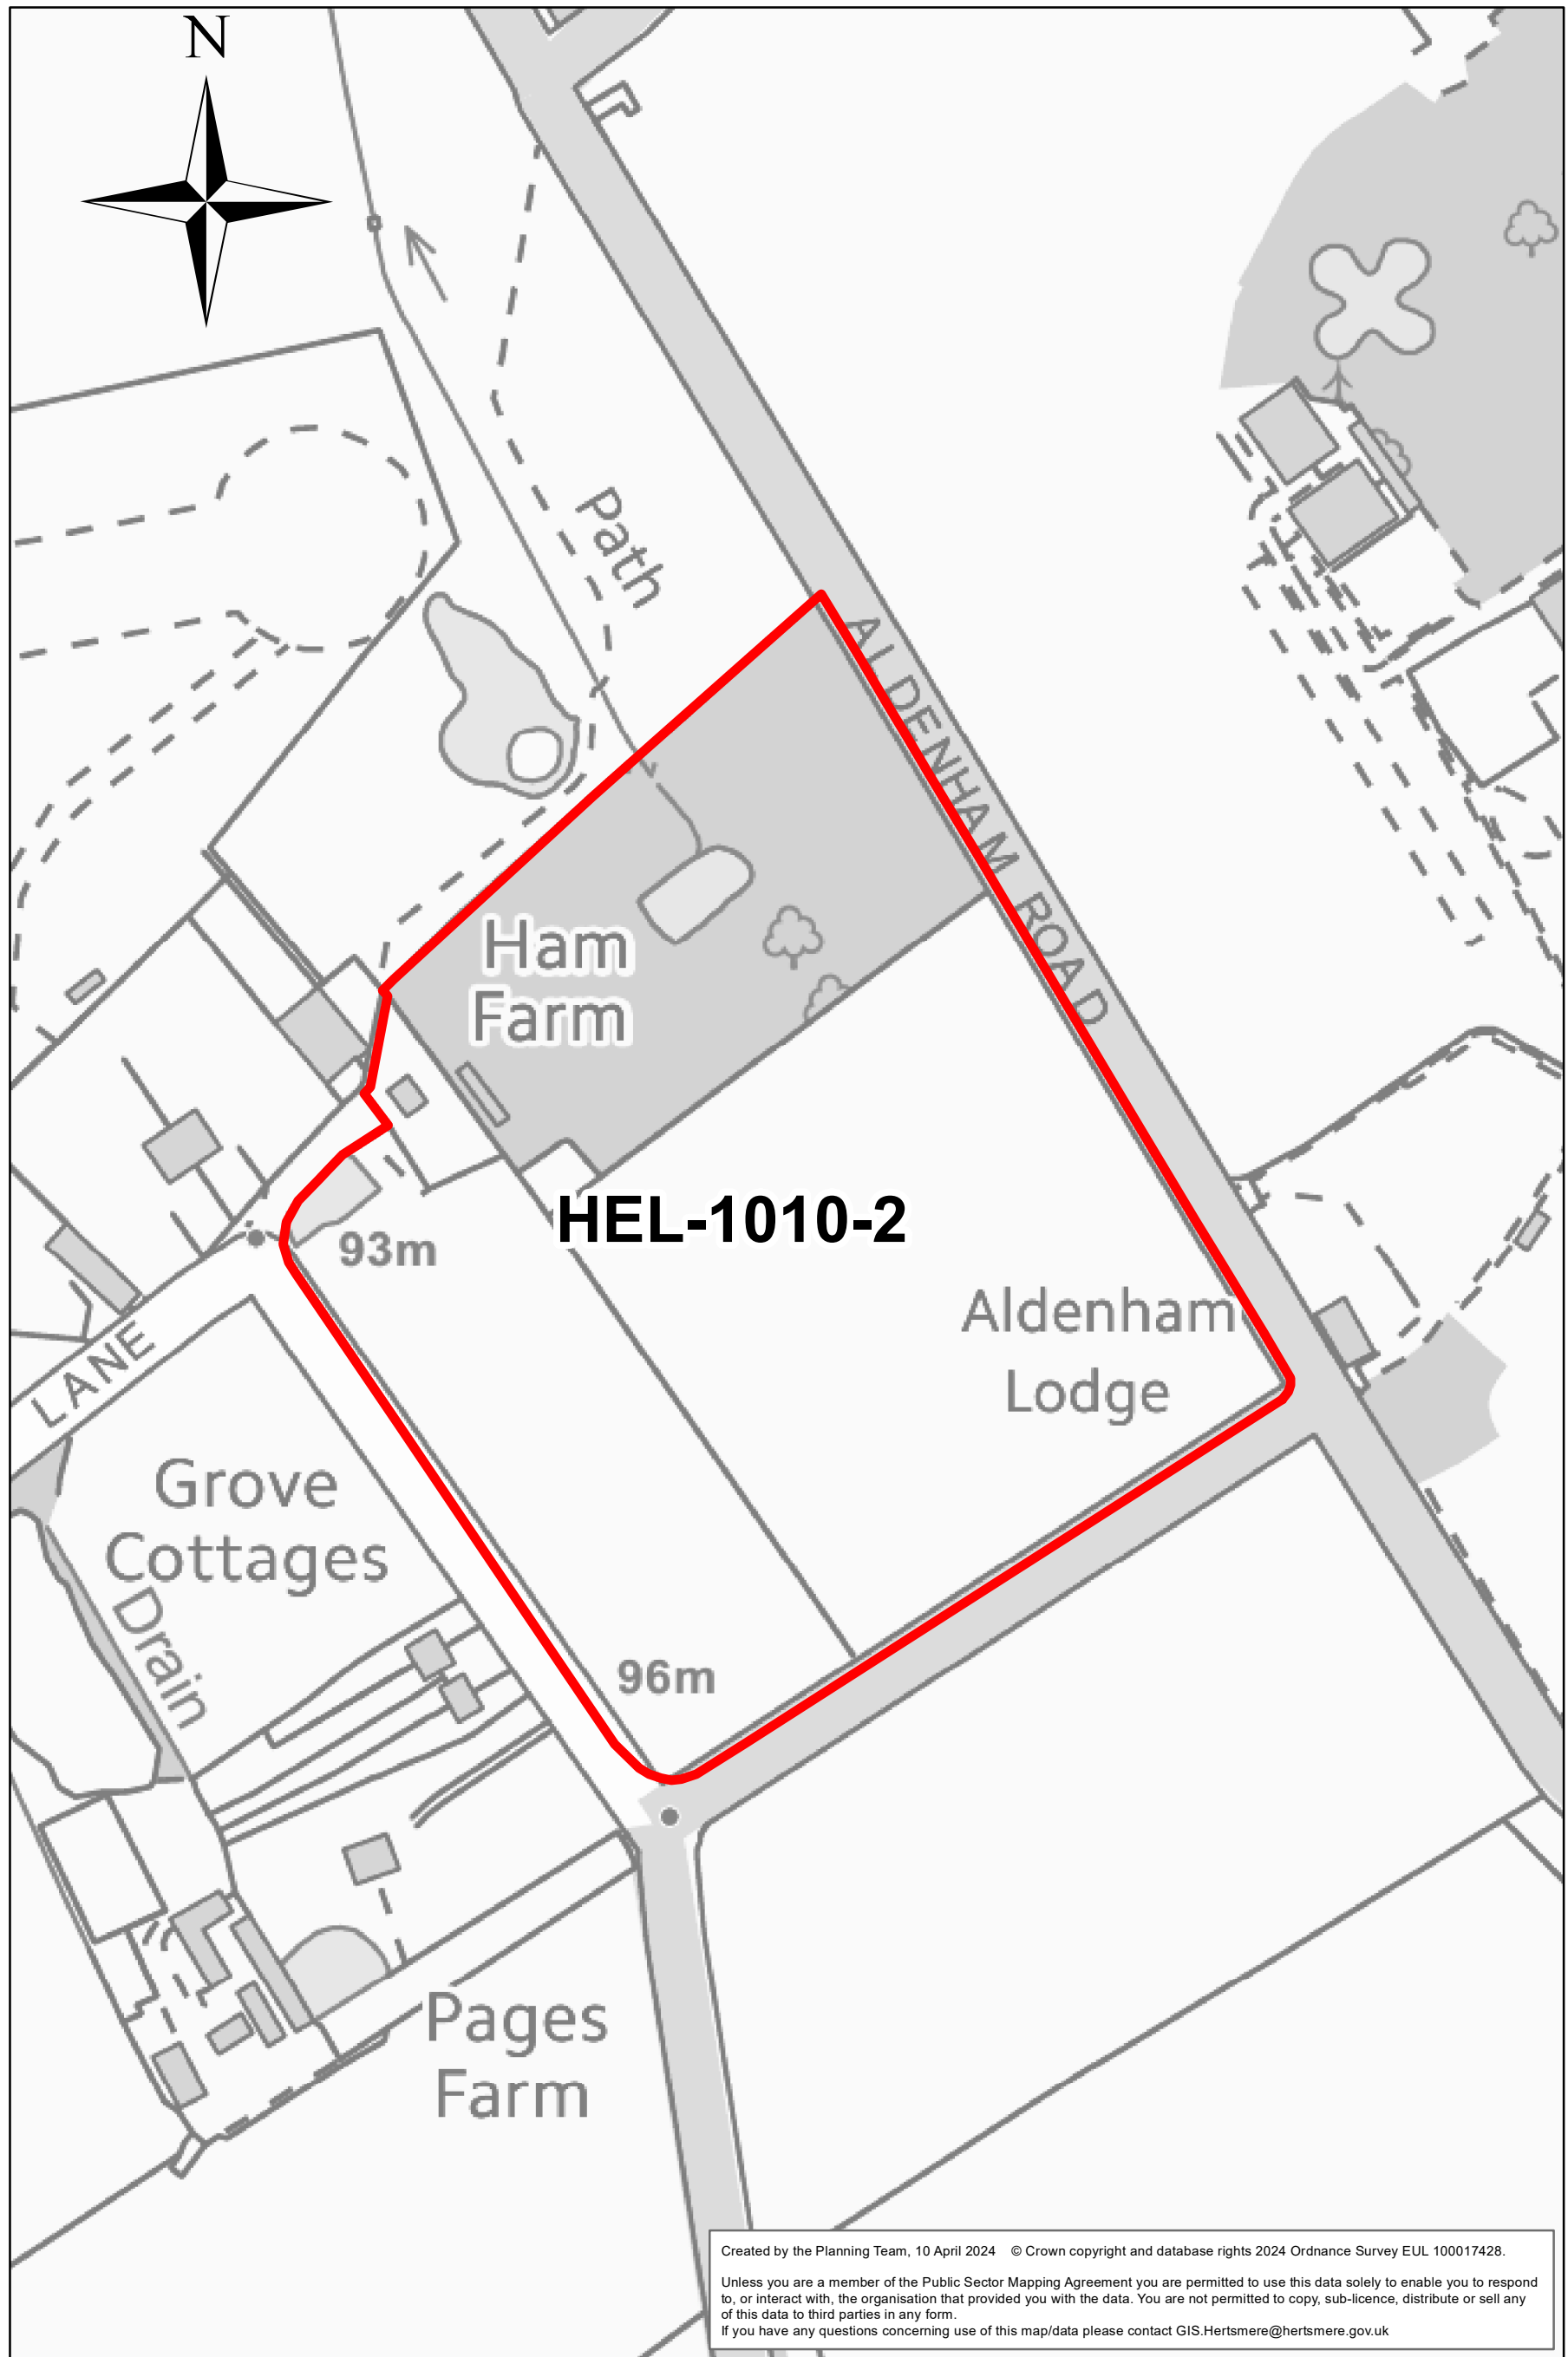 N
Path
ALDENHAM ROAD
Ham
Farm
HEL-1010-2
93m
Aldenham
Lodge
LANE
Grove
Cottages
Drain
96m
Pages
Farm
Created by the Planning Team, 10 April 2024 © Crown copyright and database rights 2024 Ordnance Survey EUL 100017428.
Unless you are a member of the Public Sector Mapping Agreement you are permitted to use this data solely to enable you to respond
to, or interact with, the organisation that provided you with the data. You are not permitted to copy, sub-licence, distribute or sell any
of this data to third parties in any form.
If you have any questions concerning use of this map/data please contact GIS.Hertsmere@hertsmere.gov.uk